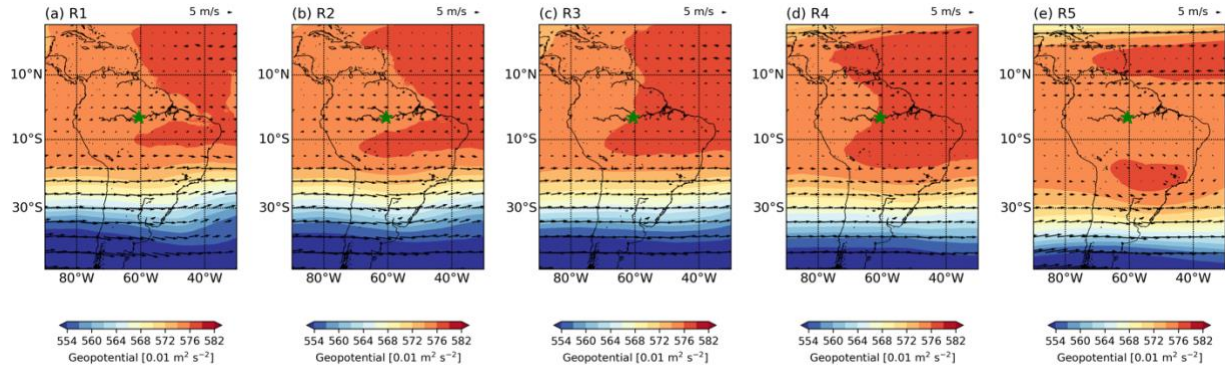 (a) R1 5 m/s (b) R2 5 m/s (c) R3 5 m/s (d) R4 5 m/s (e) R5 5 m/s
10°N 10°N 10°N 10°N 10°N
10°S 10°S 10°S 10°S 10°S
30°S 30°S 30°S 30°S 30°S
80°W 60°W 40°W 80°W 60°W 40°W 80°W 60°W 40°W 80°W 60°W 40°W 80°W 60°W 40°W
554 560 564 568 572 576 582 554 560 564 568 572 576 582 554 560 564 568 572 576 582 554 560 564 568 572 576 582 554 560 564 568 572 576 582
Geopotential [0.01 m² s⁻²] Geopotential [0.01 m² s⁻²] Geopotential [0.01 m² s⁻²] Geopotential [0.01 m² s⁻²] Geopotential [0.01 m² s⁻²]